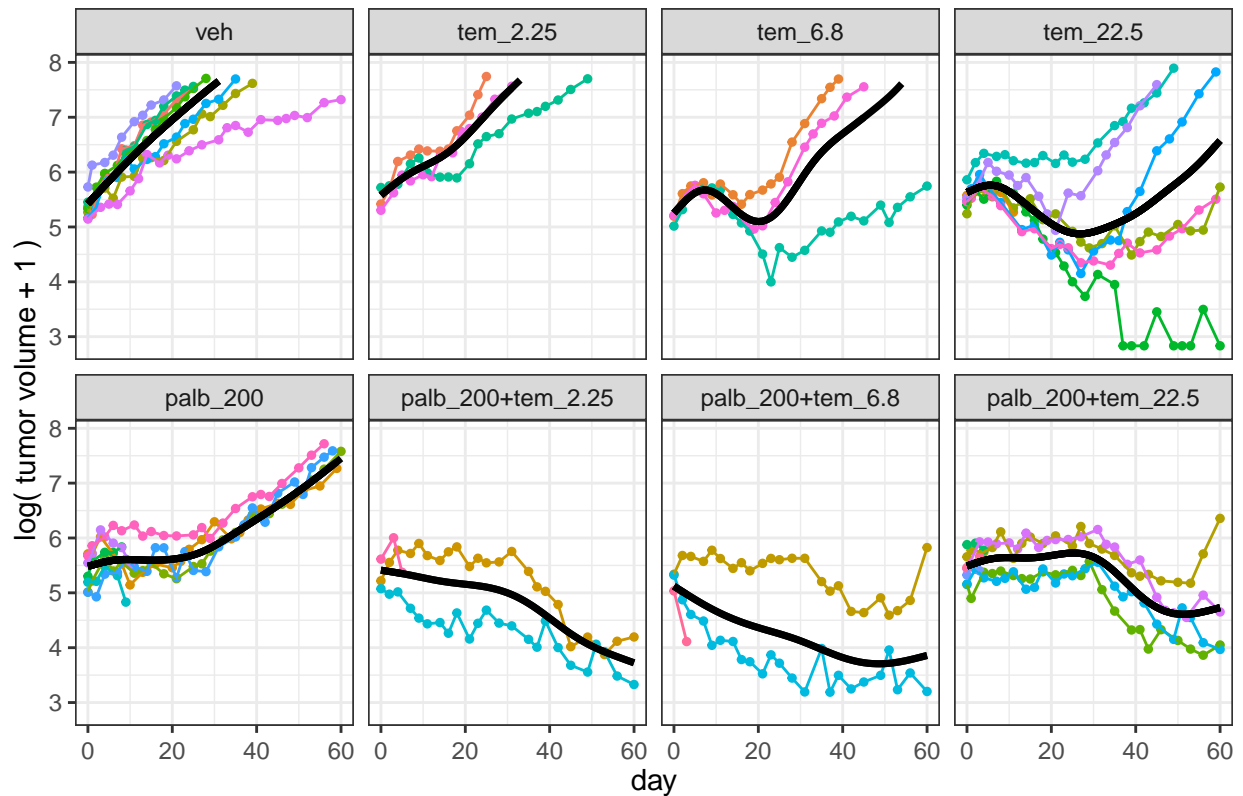 veh tem_2.25 tem_6.8 tem_22.5
8
7
6
5
4
3
palb_200 palb_200+tem_2.25 palb_200+tem_6.8 palb_200+tem_22.5
8
7
6
5
4
3
0 20 40 60 0 20 40 60 0 20 40 60 0 20 40 60
day
log( tumor volume + 1 )